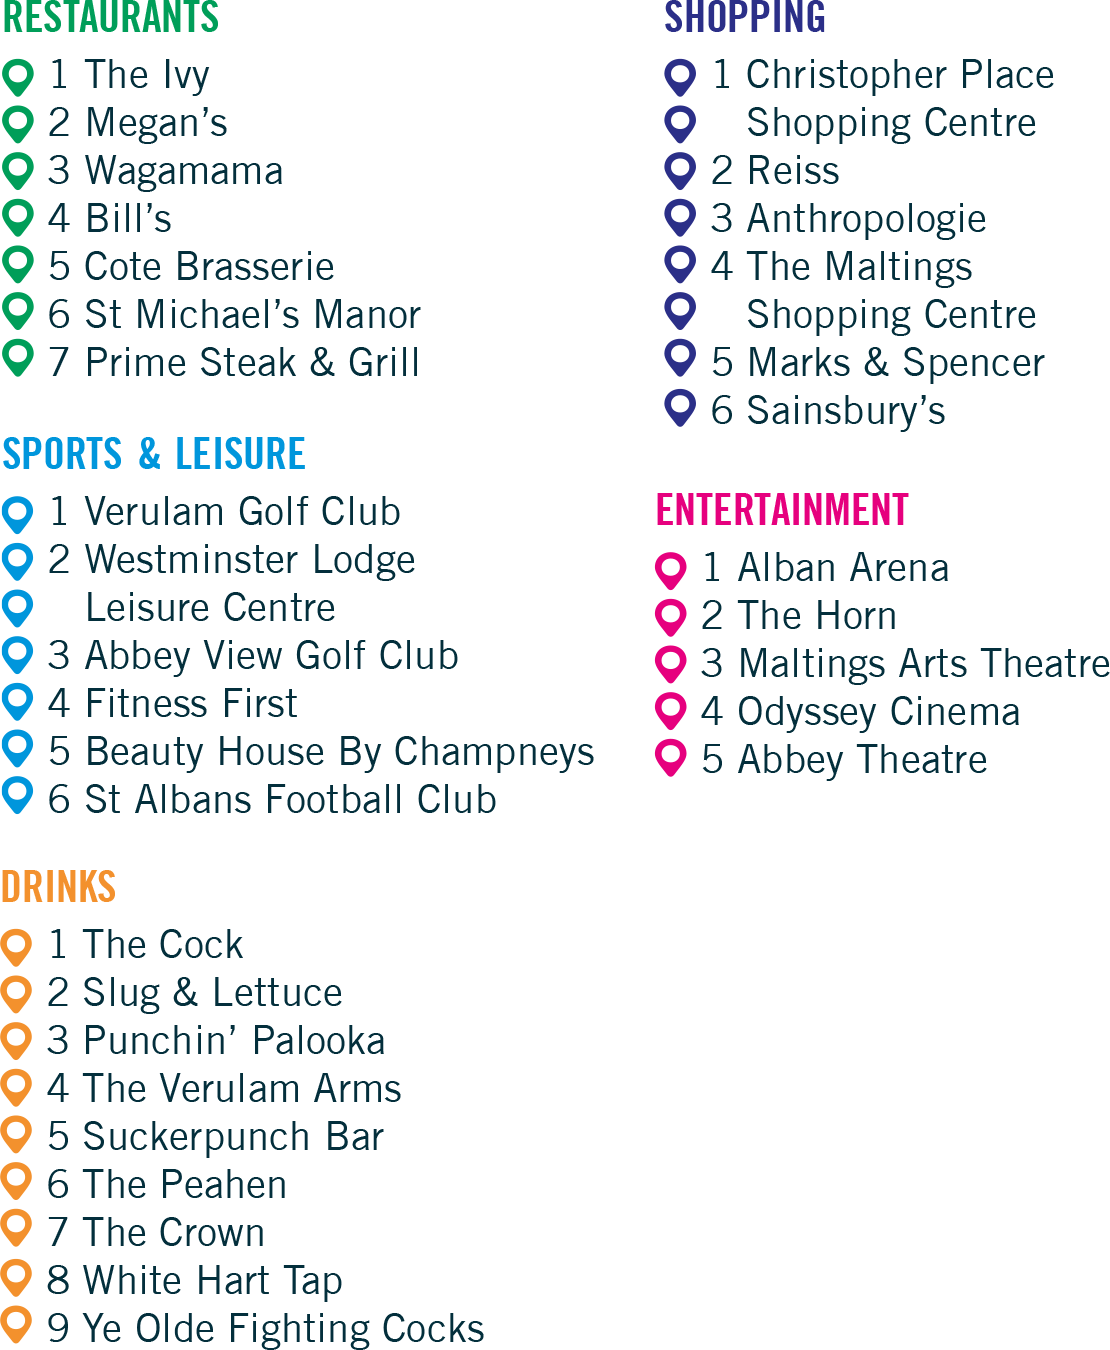 RESTAURANTS
1 The Ivy
2 Megan’s
3 Wagamama
4 Bill’s
5 Cote Brasserie
6 St Michael’s Manor
7 Prime Steak & Grill
SPORTS & LEISURE
1 Verulam Golf Club
2 Westminster Lodge
Leisure Centre
3 Abbey View Golf Club
4 Fitness First
5 Beauty House By Champneys
6 St Albans Football Club
DRINKS
1 The Cock
2 Slug & Lettuce
3 Punchin’ Palooka
4 The Verulam Arms
5 Suckerpunch Bar
6 The Peahen
7 The Crown
8 White Hart Tap
9 Ye Olde Fighting Cocks
SHOPPING
1 Christopher Place
Shopping Centre
2 Reiss
3 Anthropologie
4 The Maltings
Shopping Centre
5 Marks & Spencer
6 Sainsbury’s
ENTERTAINMENT
1 Alban Arena
2 The Horn
3 Maltings Arts Theatre
4 Odyssey Cinema
5 Abbey Theatre